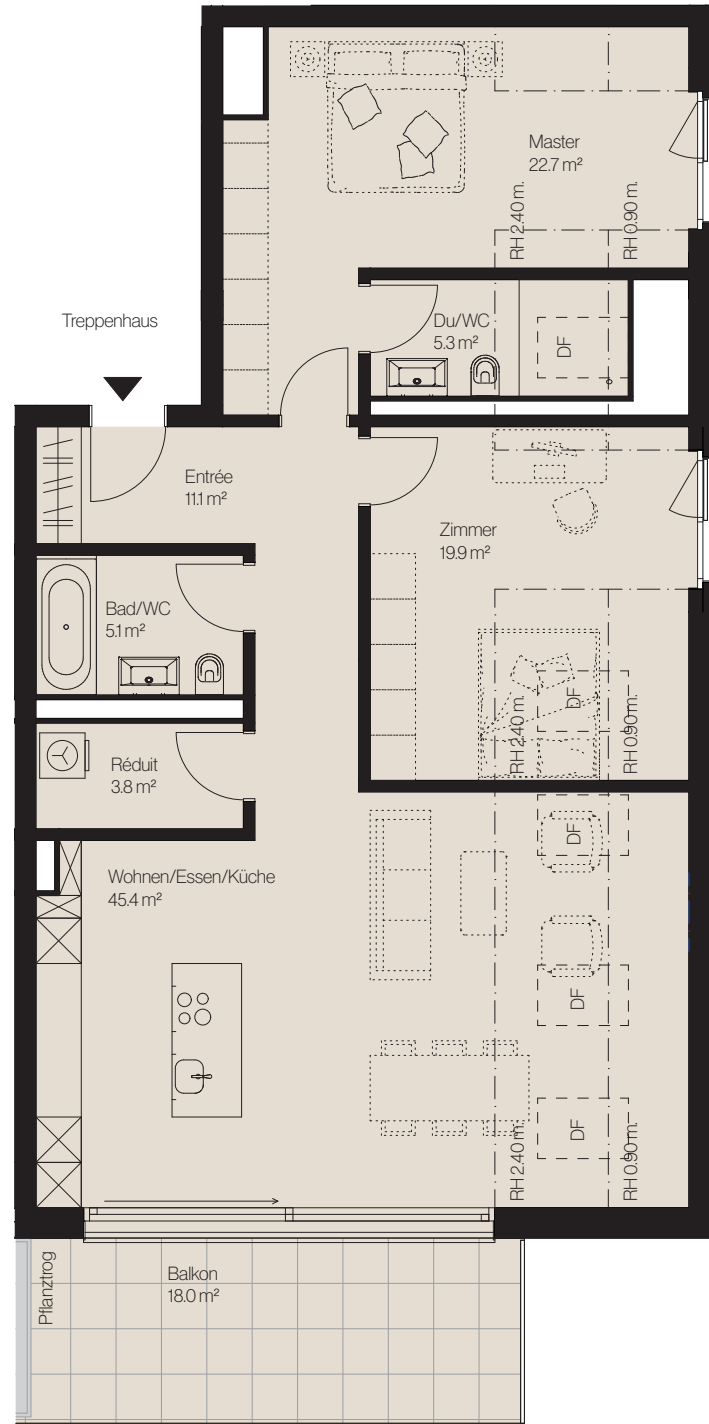 Master
22.7 m²
RH 2.40 m.
RH 0.90 m.
Treppenhaus
Du/WC
5.3 m²
DF
Entrée
11.1 m²
Zimmer
19.9 m²
Bad/WC
5.1 m²
DF
RH 2.40 m.
RH 0.90 m.
Réduit
3.8 m²
DF
Wohnen/Essen/Küche
45.4 m²
DF
DF
RH 2.40 m.
RH 0.90 m.
Pflanztrog
Balkon
18.0 m²